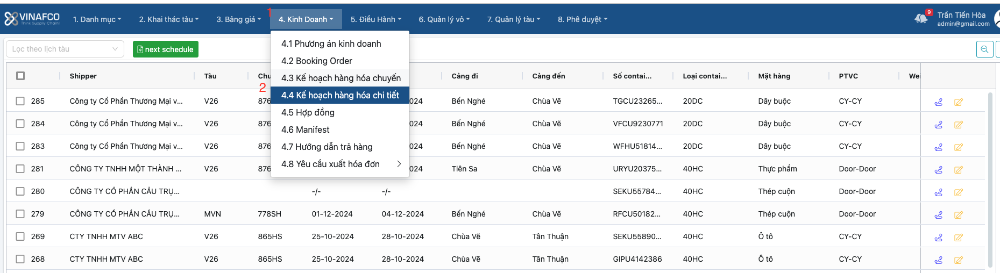 VINAFCO
Think Supply Chain!
1. Danh mục
2. Khai thác tàu
3. Bảng giá
1
4. Kinh Doanh
5. Điều Hành
6. Quản lý vỏ
7. Quản lý tàu
8. Phê duyệt
9
Trần Tiến Hòa
admin@gmail.com
Lọc theo lịch tàu
next schedule
4.1 Phương án kinh doanh
4.2 Booking Order
4.3 Kế hoạch hàng hóa chuyến
2
4.4 Kế hoạch hàng hóa chi tiết
4.5 Hợp đồng
4.6 Manifest
4.7 Hướng dẫn trả hàng
4.8 Yêu cầu xuất hóa đơn
Shipper Tàu Chu Cảng đi Cảng đến Số contai... Loại contai... Mặt hàng PTVC Wei
285 Công ty Cổ Phần Thương Mại v... V26 876 2024 Bến Nghé Chùa Vẽ TGCU23265... 20DC Dây buộc CY-CY
284 Công ty Cổ Phần Thương Mại v... V26 876 2024 Bến Nghé Chùa Vẽ VFCU9230771 20DC Dây buộc CY-CY
283 Công ty Cổ Phần Thương Mại v... V26 876 2024 Bến Nghé Chùa Vẽ WFHU51814... 20DC Dây buộc CY-CY
281 CÔNG TY TNHH MỘT THÀNH ... V26 876 2024 Tiên Sa Chùa Vẽ URYU20375... 40HC Thực phẩm Door-Door
280 CÔNG TY CỔ PHẦN CẦU TRỤ... -/- -/- SEKU55784... 40HC Thép cuộn Door-Door
279 CÔNG TY CỔ PHẦN CẦU TRỤ... MVN 778SH 01-12-2024 04-12-2024 Bến Nghé Chùa Vẽ RFCU50182... 40HC Thép cuộn Door-Door
269 CTY TNHH MTV ABC V26 865HS 25-10-2024 28-10-2024 Chùa Vẽ Tân Thuận SEKU55890... 40HC Ô tô CY-CY
268 CTY TNHH MTV ABC V26 865HS 25-10-2024 28-10-2024 Chùa Vẽ Tân Thuận GIPU4142386 40HC Ô tô CY-CY